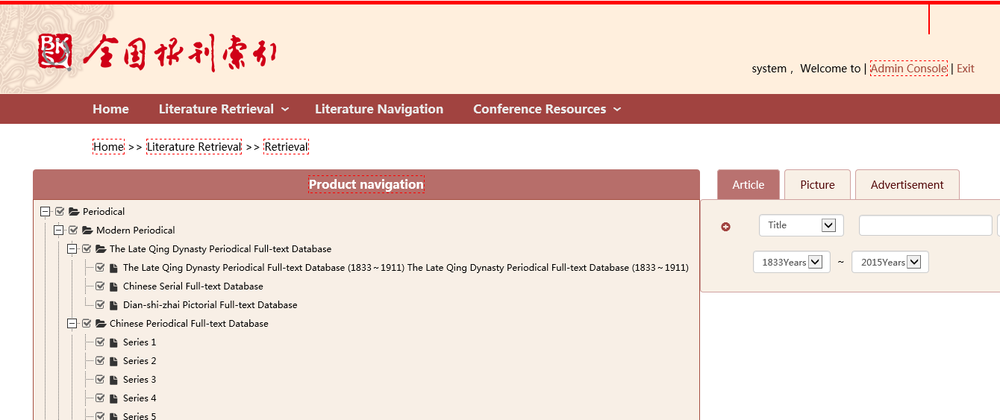 BK
全国报刊索引
system ，Welcome to | Admin Console | Exit
Home Literature Retrieval Literature Navigation Conference Resources
Home >> Literature Retrieval >> Retrieval
Product navigation
Periodical
Modern Periodical
The Late Qing Dynasty Periodical Full-text Database
The Late Qing Dynasty Periodical Full-text Database (1833～1911) The Late Qing Dynasty Periodical Full-text Database (1833～1911)
Chinese Serial Full-text Database
Dian-shi-zhai Pictorial Full-text Database
Chinese Periodical Full-text Database
Series 1
Series 2
Series 3
Series 4
Series 5
Article Picture Advertisement
Title
1833Years ~ 2015Years